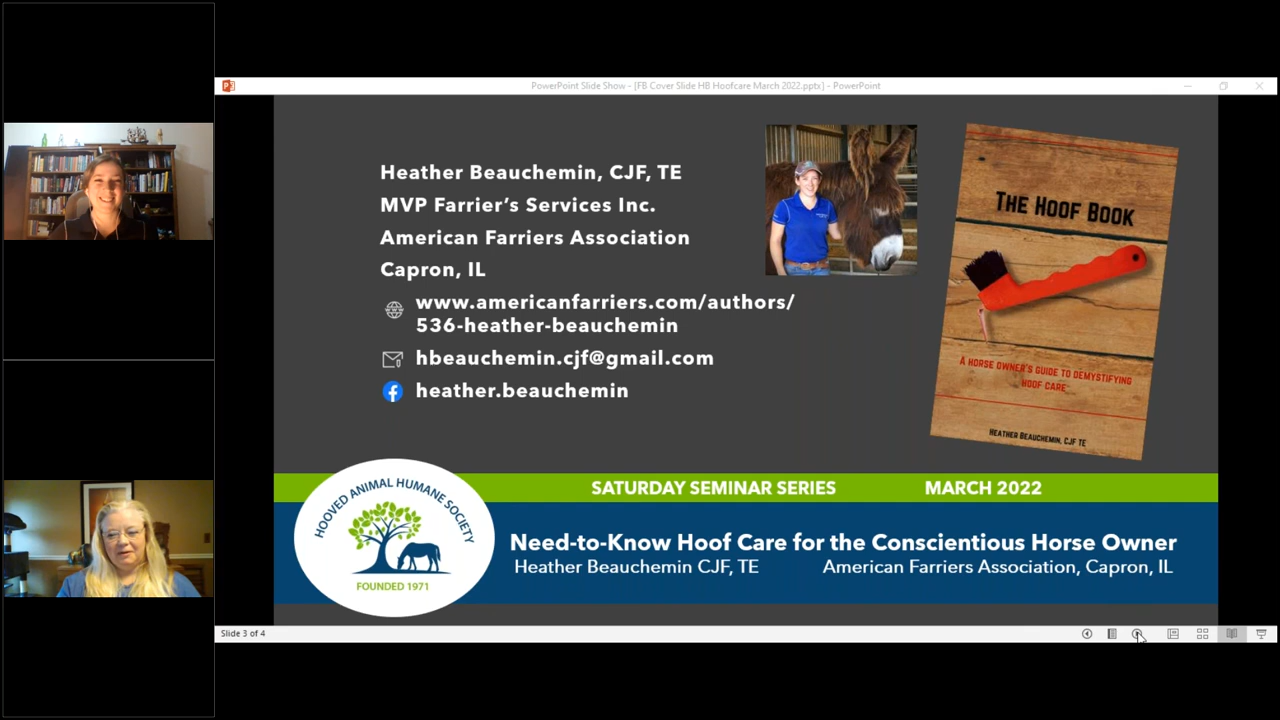 PowerPoint Slide Show - [FB Cover Slide HB Hoofcare March 2022.pptx] - PowerPoint
Heather Beauchemin, CJF, TE
MVP Farrier’s Services Inc.
American Farriers Association
Capron, IL
www.americanfarriers.com/authors/
536-heather-beauchemin
hbeauchemin.cjf@gmail.com
heather.beauchemin
THE HOOF BOOK
A HORSE OWNER'S GUIDE TO DEMYSTIFYING
HOOF CARE
HEATHER BEAUCHEMIN, CJF TE
SATURDAY SEMINAR SERIES MARCH 2022
HOOVED ANIMAL HUMANE SOCIETY
FOUNDED 1971
Need-to-Know Hoof Care for the Conscientious Horse Owner
Heather Beauchemin CJF, TE American Farriers Association, Capron, IL
Slide 3 of 4